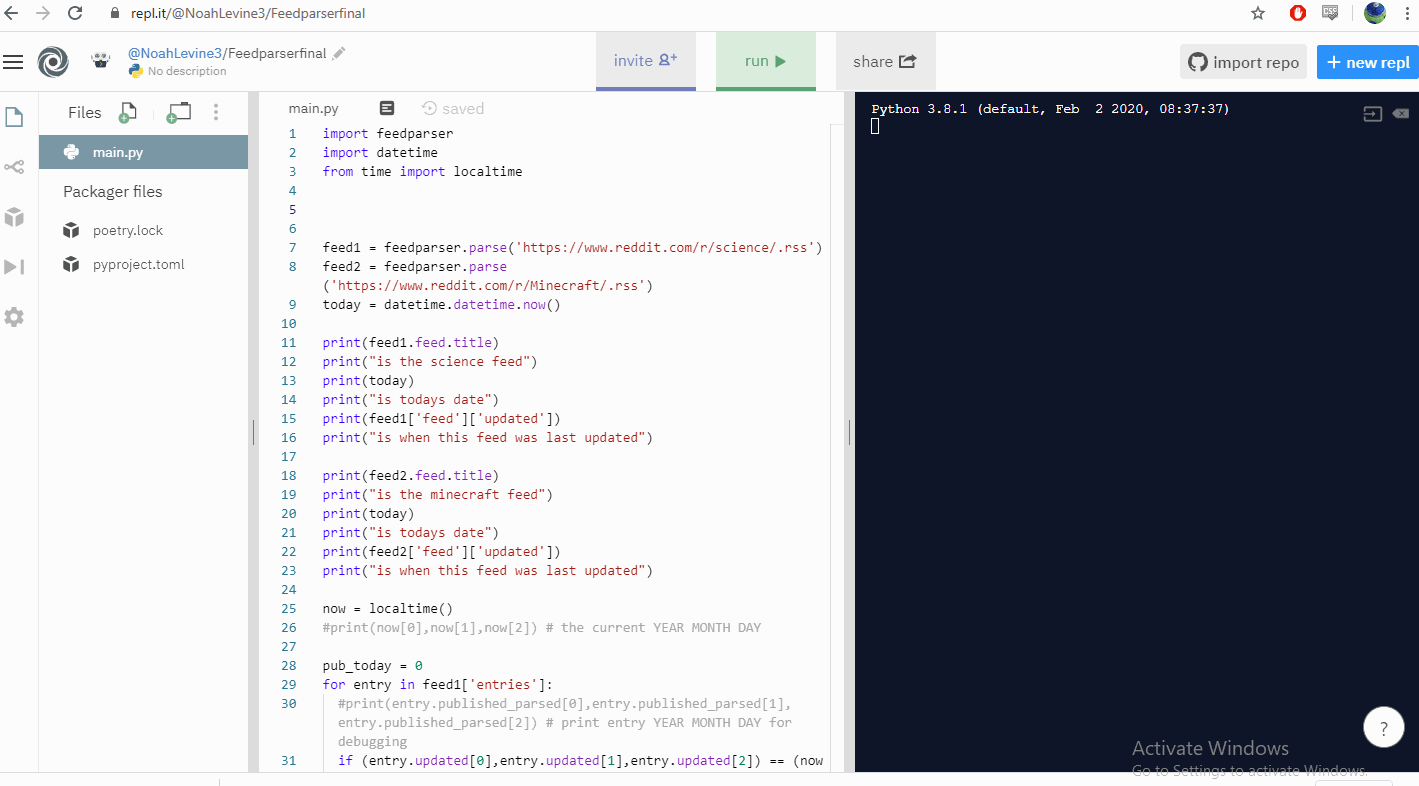 repl.it/@NoahLevine3/Feedparserfinal
@NoahLevine3/Feedparserfinal
No description
invite
run
share
import repo
+ new repl
Files
main.py
Packager files
poetry.lock
pyproject.toml
main.py
saved
1 import feedparser
2 import datetime
3 from time import localtime
4
5
6
7 feed1 = feedparser.parse('https://www.reddit.com/r/science/.rss')
8 feed2 = feedparser.parse
('https://www.reddit.com/r/Minecraft/.rss')
9 today = datetime.datetime.now()
10
11 print(feed1.feed.title)
12 print("is the science feed")
13 print(today)
14 print("is todays date")
15 print(feed1['feed']['updated'])
16 print("is when this feed was last updated")
17
18 print(feed2.feed.title)
19 print("is the minecraft feed")
20 print(today)
21 print("is todays date")
22 print(feed2['feed']['updated'])
23 print("is when this feed was last updated")
24
25 now = localtime()
26 #print(now[0],now[1],now[2]) # the current YEAR MONTH DAY
27
28 pub_today = 0
29 for entry in feed1['entries']:
30 #print(entry.published_parsed[0],entry.published_parsed[1],
entry.published_parsed[2]) # print entry YEAR MONTH DAY for
debugging
31 if (entry.updated[0],entry.updated[1],entry.updated[2]) == (now
Python 3.8.1 (default, Feb  2 2020, 08:37:37)
?
Activate Windows
Go to Settings to activate Windows.